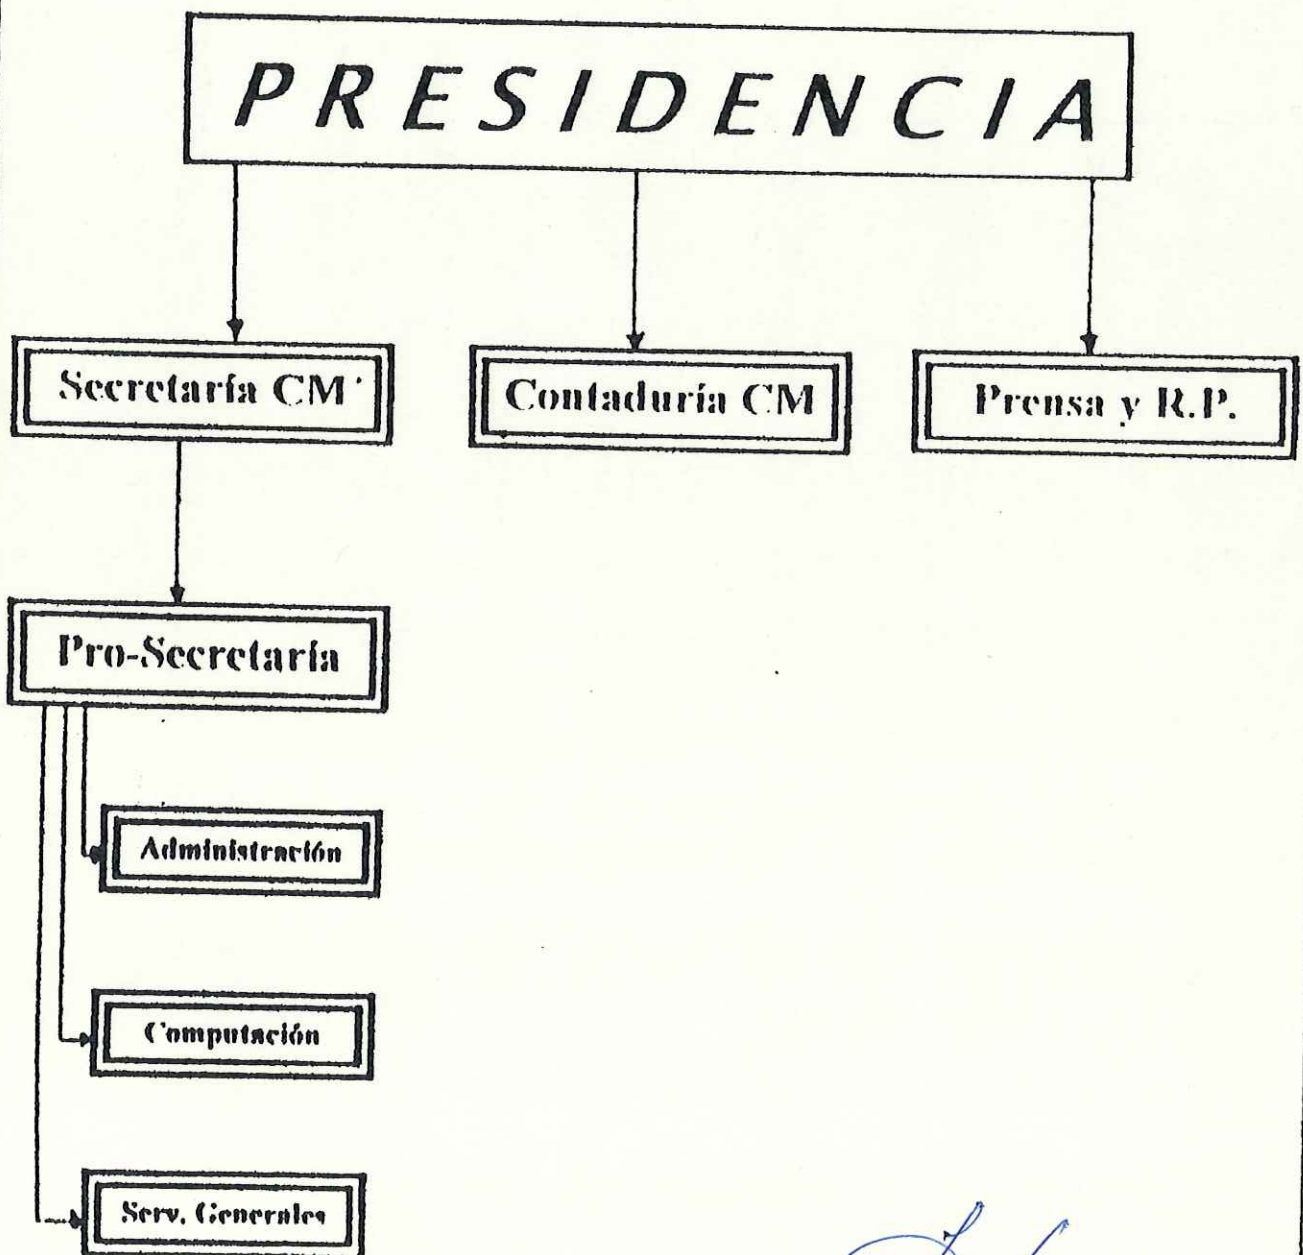 PRESIDENCIA
Secretaría CM
Contaduría CM
Prensa y R.P.
Pro-Secretaría
Administración
Computación
Serv. Generales